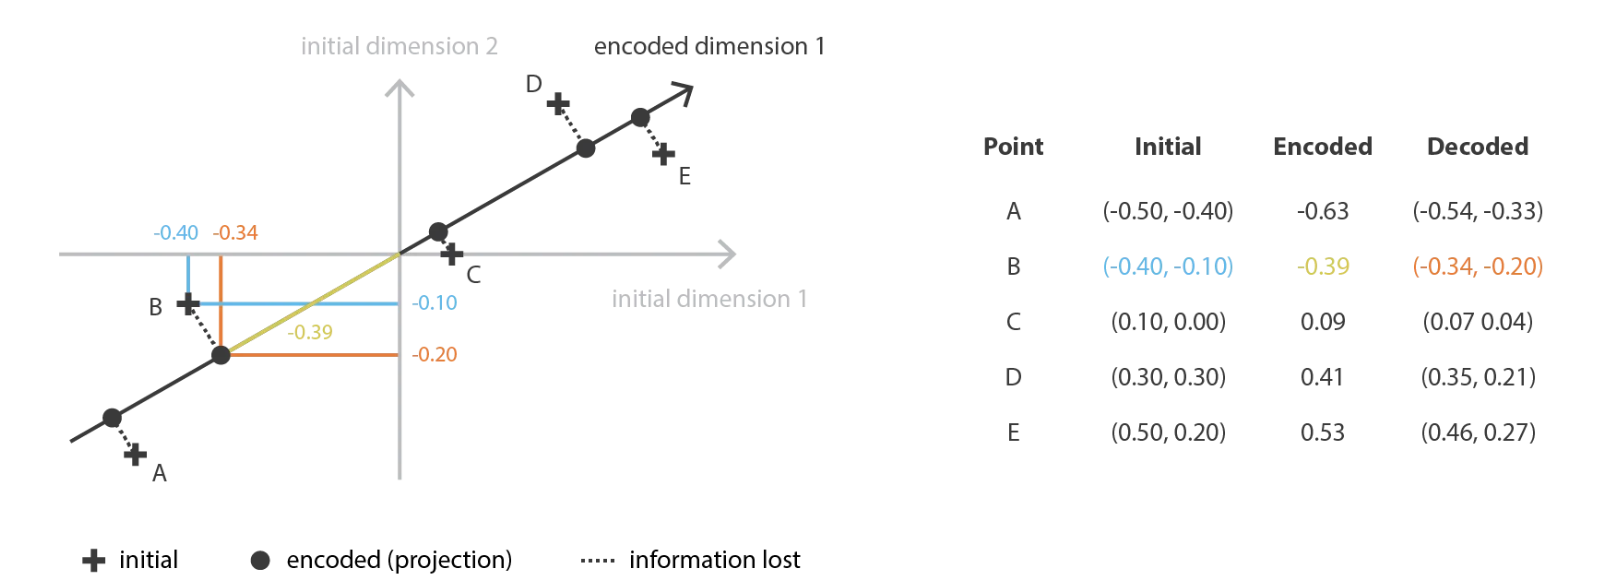 initial dimension 2
encoded dimension 1
D
E
-0.40 -0.34
C
initial dimension 1
B
-0.10
-0.39
-0.20
A
initial
encoded (projection)
information lost
Point Initial Encoded Decoded
A (-0.50, -0.40) -0.63 (-0.54, -0.33)
B (-0.40, -0.10) -0.39 (-0.34, -0.20)
C (0.10, 0.00) 0.09 (0.07 0.04)
D (0.30, 0.30) 0.41 (0.35, 0.21)
E (0.50, 0.20) 0.53 (0.46, 0.27)